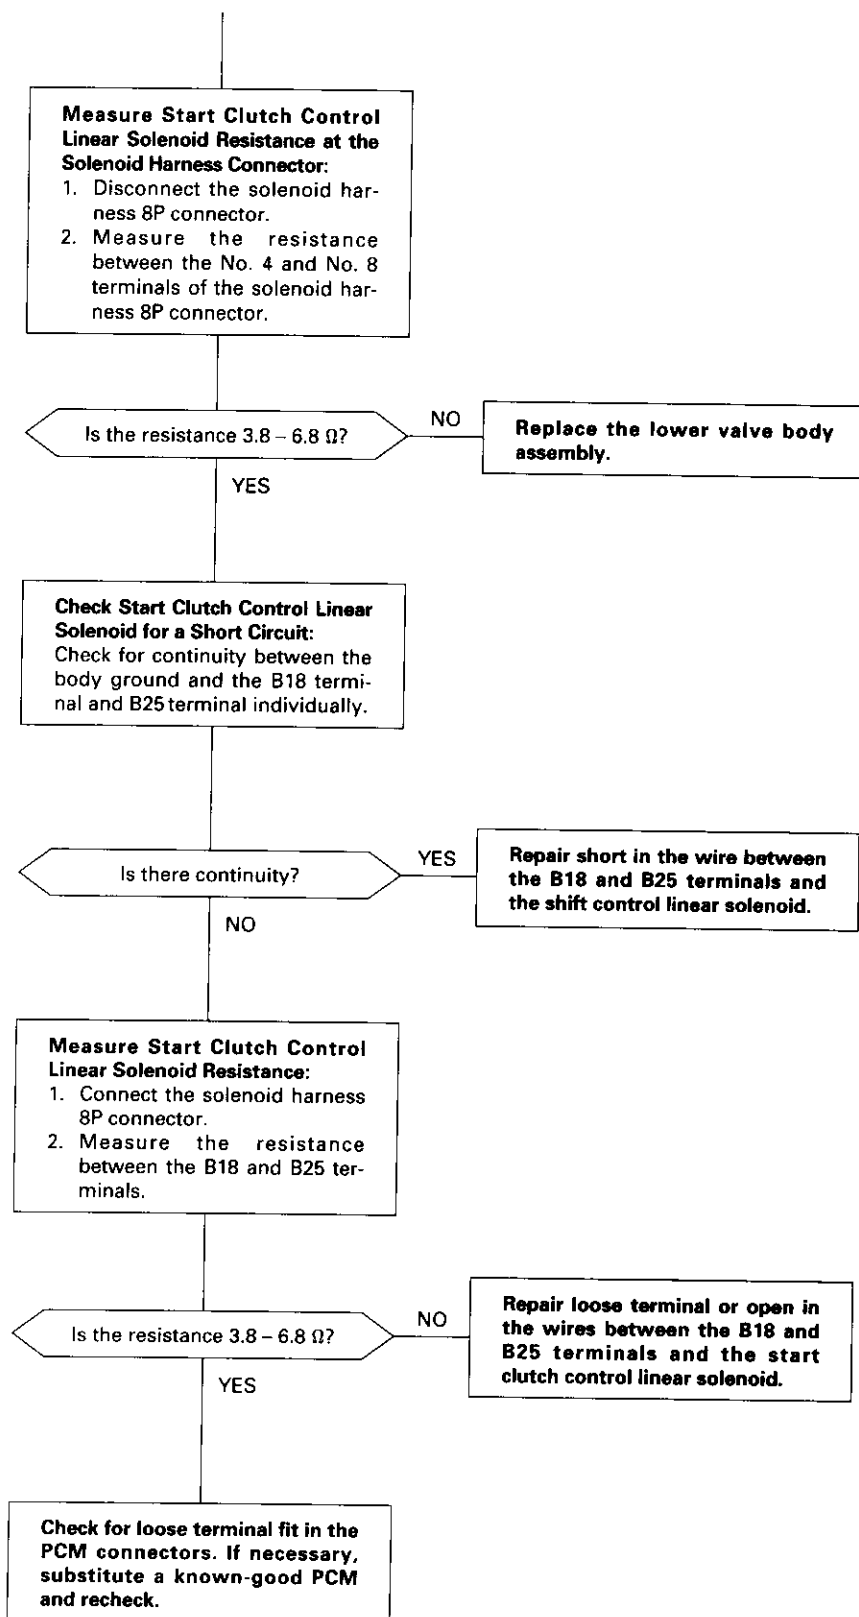 Measure Start Clutch Control
Linear Solenoid Resistance at the
Solenoid Harness Connector:
1. Disconnect the solenoid har-
ness 8P connector.
2. Measure the resistance
between the No. 4 and No. 8
terminals of the solenoid har-
ness 8P connector.
Is the resistance 3.8 – 6.8 Ω?
NO
Replace the lower valve body
assembly.
YES
Check Start Clutch Control Linear
Solenoid for a Short Circuit:
Check for continuity between the
body ground and the B18 termi-
nal and B25 terminal individually.
Is there continuity?
YES
Repair short in the wire between
the B18 and B25 terminals and
the shift control linear solenoid.
NO
Measure Start Clutch Control
Linear Solenoid Resistance:
1. Connect the solenoid harness
8P connector.
2. Measure the resistance
between the B18 and B25 ter-
minals.
Is the resistance 3.8 – 6.8 Ω?
NO
Repair loose terminal or open in
the wires between the B18 and
B25 terminals and the start
clutch control linear solenoid.
YES
Check for loose terminal fit in the
PCM connectors. If necessary,
substitute a known-good PCM
and recheck.